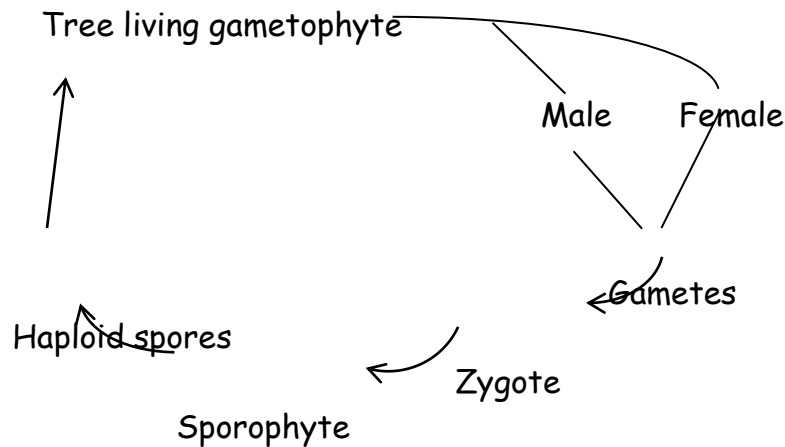 Tree living gametophyte
Male Female
Gametes
Haploid spores
Zygote
Sporophyte